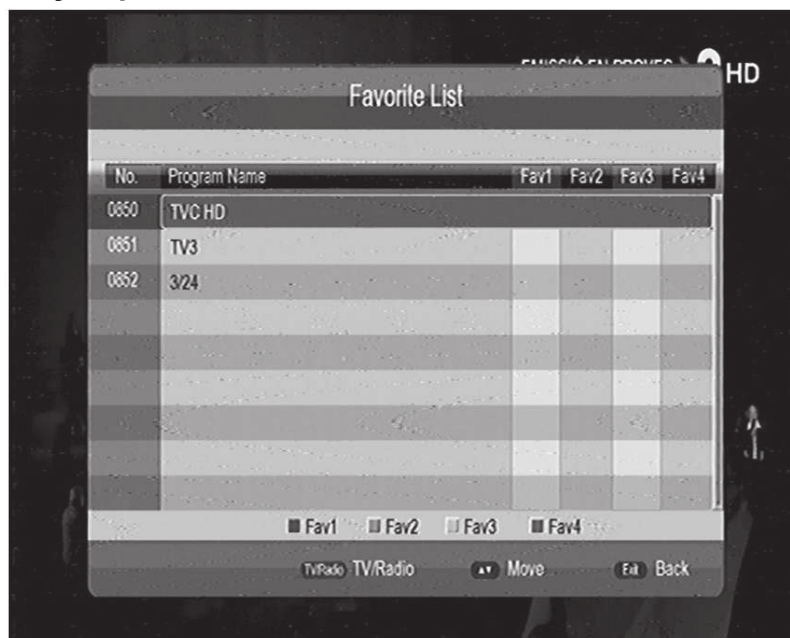 EMISSIÓ EN PROVES
HD
Favorite List
No. Program Name Fav1 Fav2 Fav3 Fav4
0850 TVC HD
0851 TV3
0852 3/24
Fav1 Fav2 Fav3 Fav4
TV/Radio TV/Radio Move Exit Back